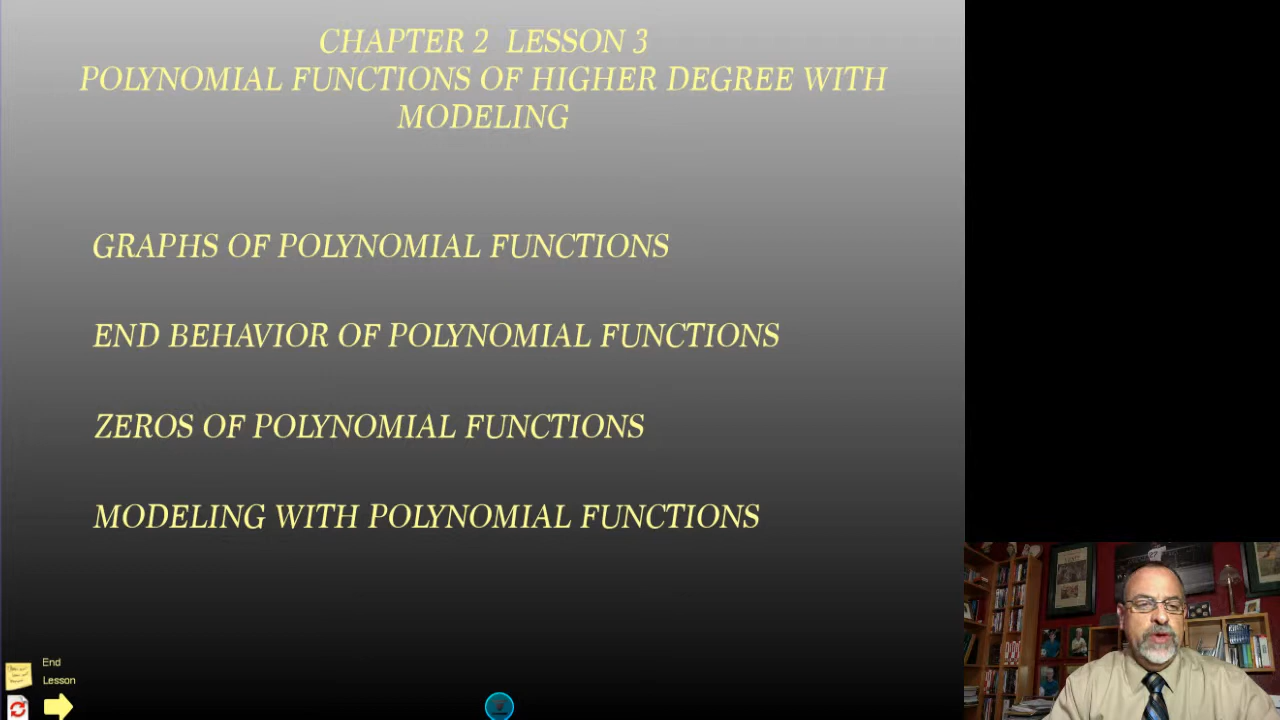 CHAPTER 2 LESSON 3
POLYNOMIAL FUNCTIONS OF HIGHER DEGREE WITH
MODELING
GRAPHS OF POLYNOMIAL FUNCTIONS
END BEHAVIOR OF POLYNOMIAL FUNCTIONS
ZEROS OF POLYNOMIAL FUNCTIONS
MODELING WITH POLYNOMIAL FUNCTIONS
End
Lesson